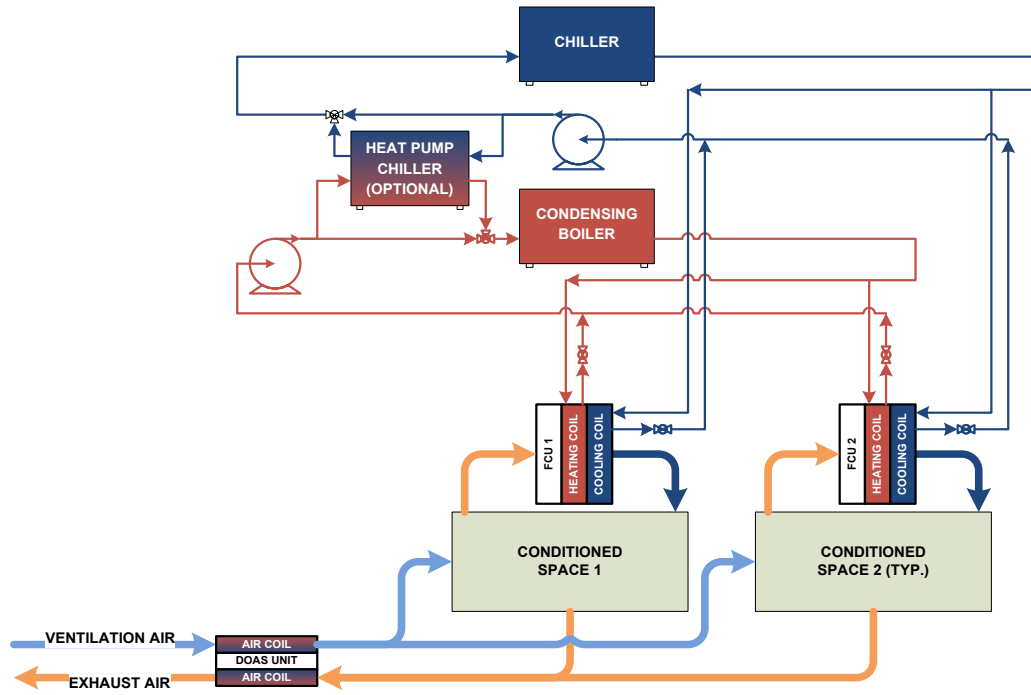 CHILLER
HEAT PUMP
CHILLER
(OPTIONAL)
CONDENSING
BOILER
FCU 1
HEATING COIL
COOLING COIL
FCU 2
HEATING COIL
COOLING COIL
CONDITIONED
SPACE 1
CONDITIONED
SPACE 2 (TYP.)
VENTILATION AIR
AIR COIL
DOAS UNIT
AIR COIL
EXHAUST AIR